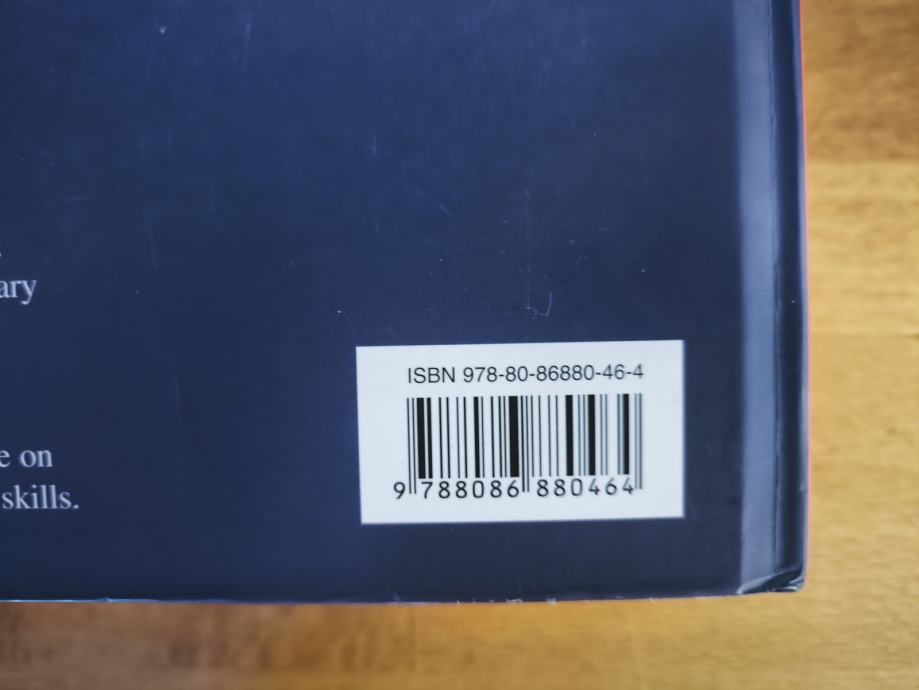 ary
e on
skills.
ISBN 978-80-86880-46-4
9 788086 880464